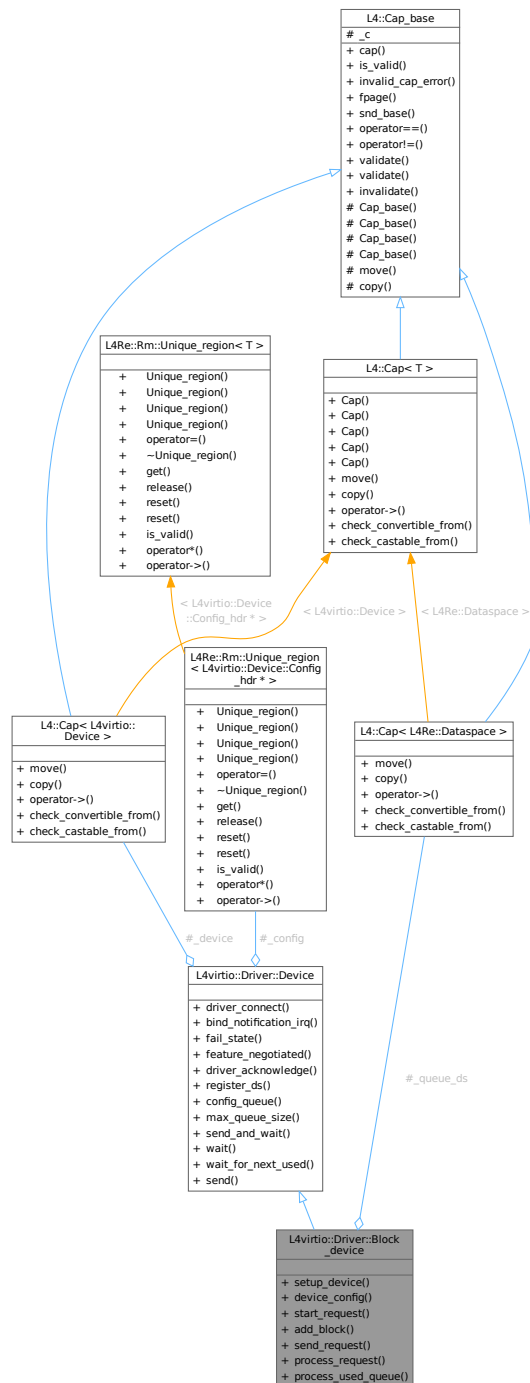 L4::Cap_base
# _c
+ cap()
+ is_valid()
+ invalid_cap_error()
+ fpage()
+ snd_base()
+ operator==()
+ operator!=()
+ validate()
+ validate()
+ invalidate()
# Cap_base()
# Cap_base()
# Cap_base()
# Cap_base()
# move()
# copy()
L4Re::Rm::Unique_region< T >
+ Unique_region()
+ Unique_region()
+ Unique_region()
+ Unique_region()
+ operator=()
+ ~Unique_region()
+ get()
+ release()
+ reset()
+ reset()
+ is_valid()
+ operator*()
+ operator->()
L4::Cap< T >
+ Cap()
+ Cap()
+ Cap()
+ Cap()
+ Cap()
+ move()
+ copy()
+ operator->()
+ check_convertible_from()
+ check_castable_from()
< L4virtio::Device
::Config_hdr * >
< L4virtio::Device >
< L4Re::Dataspace >
L4Re::Rm::Unique_region
< L4virtio::Device::Config
_hdr * >
+ Unique_region()
+ Unique_region()
+ Unique_region()
+ Unique_region()
+ operator=()
+ ~Unique_region()
+ get()
+ release()
+ reset()
+ reset()
+ is_valid()
+ operator*()
+ operator->()
L4::Cap< L4virtio::
Device >
+ move()
+ copy()
+ operator->()
+ check_convertible_from()
+ check_castable_from()
L4::Cap< L4Re::Dataspace >
+ move()
+ copy()
+ operator->()
+ check_convertible_from()
+ check_castable_from()
#_device
#_config
L4virtio::Driver::Device
+ driver_connect()
+ bind_notification_irq()
+ fail_state()
+ feature_negotiated()
+ driver_acknowledge()
+ register_ds()
+ config_queue()
+ max_queue_size()
+ send_and_wait()
+ wait()
+ wait_for_next_used()
+ send()
#_queue_ds
L4virtio::Driver::Block
_device
+ setup_device()
+ device_config()
+ start_request()
+ add_block()
+ send_request()
+ process_request()
+ process_used_queue()